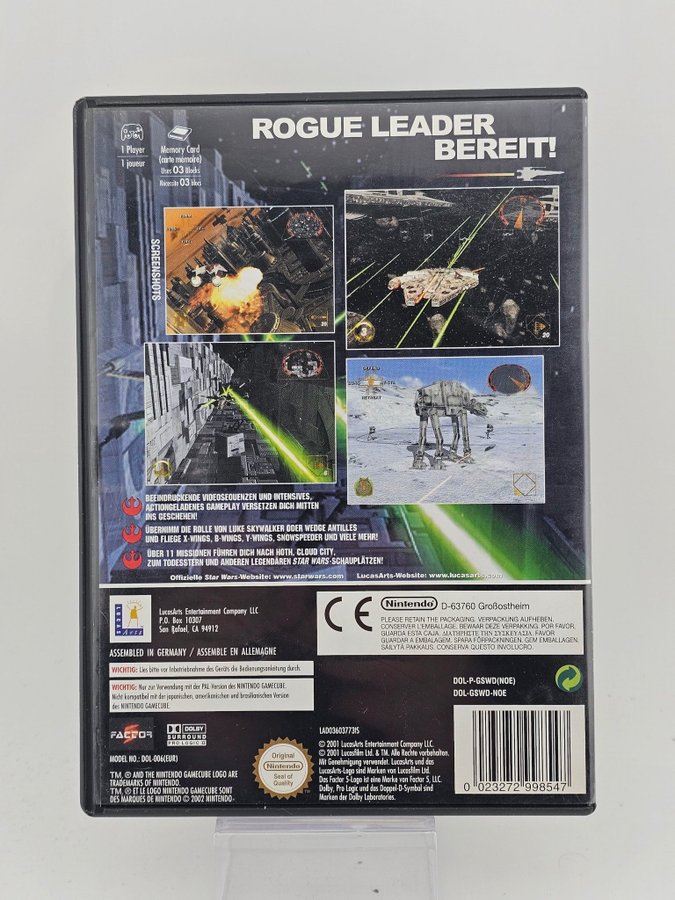 ROGUE LEADER
BEREIT!
1 Player
1 joueur
Memory Card
(carte mémoire)
Uses 03 Blocks
Nécessite 03 blocs
SCREENSHOTS
20
3
20
DEFEND
RETREAT
6
BEEINDRUCKENDE VIDEOSEQUENZEN UND INTENSIVES,
ACTIONGELADENES GAMEPLAY VERSETZEN DICH MITTEN
INS GESCHEHEN!
ÜBERNIMM DIE ROLLE VON LUKE SKYWALKER ODER WEDGE ANTILLES
UND FLIEGE X-WINGS, B-WINGS, Y-WINGS, SNOWSPEEDER UND VIELE MEHR!
ÜBER 11 MISSIONEN FÜHREN DICH NACH HOTH, CLOUD CITY,
ZUM TODESSTERN UND ANDEREN LEGENDÄREN STAR WARS-SCHAUPLÄTZEN!
Offizielle Star Wars-Website: www.starwars.com
LucasArts-Website: www.lucasarts.com
LUCAS
Arts
LucasArts Entertainment Company LLC
P.O. Box 10307
San Rafael, CA 94912
CE
Nintendo
D-63760 Großostheim
PLEASE RETAIN THE PACKAGING. VERPACKUNG AUFHEBEN.
CONSERVER L'EMBALLAGE. BEWAAR DEZE VERPAKKING. POR FAVOR,
GUARDA ESTA CAJA. ΔΙΑΤΗΡΗΣΤΕ ΤΗΝ ΣΥΣΚΕΥΑΣΙΑ. FAVOR
GUARDAR A EMBALAGEM. SPARA FÖRPACKNINGEN. GEM EMBALLAGEN.
SÄILYTÄ PAKKAUS. CONSERVA QUESTO INVOLUCRO.
ASSEMBLED IN GERMANY / ASSEMBLE EN ALLEMAGNE
WICHTIG: Lies bitte vor Inbetriebnahme des Geräts die Bedienungsanleitung durch.
WICHTIG: Nur zur Verwendung mit der PAL-Version des NINTENDO GAMECUBE.
Nicht kompatibel mit der japanischen, amerikanischen und brasilianischen Version
des NINTENDO GAMECUBE.
DOL-P-GSWD(NOE)
DOL-GSWD-NOE
FACTOR 5
DOLBY
SURROUND
PRO LOGIC II
MODEL NO.: DOL-006(EUR)
TM, ® AND THE NINTENDO GAMECUBE LOGO ARE
TRADEMARKS OF NINTENDO.
TM, ® ET LE LOGO NINTENDO GAMECUBE SONT
DES MARQUES DE NINTENDO © 2002 NINTENDO.
Original
Nintendo
Seal of
Quality
LAD03603773IS
© 2001 LucasArts Entertainment Company LLC.
© 2001 Lucasfilm Ltd. & TM. Alle Rechte vorbehalten.
Mit Genehmigung verwendet. LucasArts und das
LucasArts-Logo sind Marken von Lucasfilm Ltd.
Das Factor 5-Logo ist eine Marke von Factor 5, LLC.
Dolby, Pro Logic und das Doppel-D-Symbol sind
Marken der Dolby Laboratories.
0 023272 998547